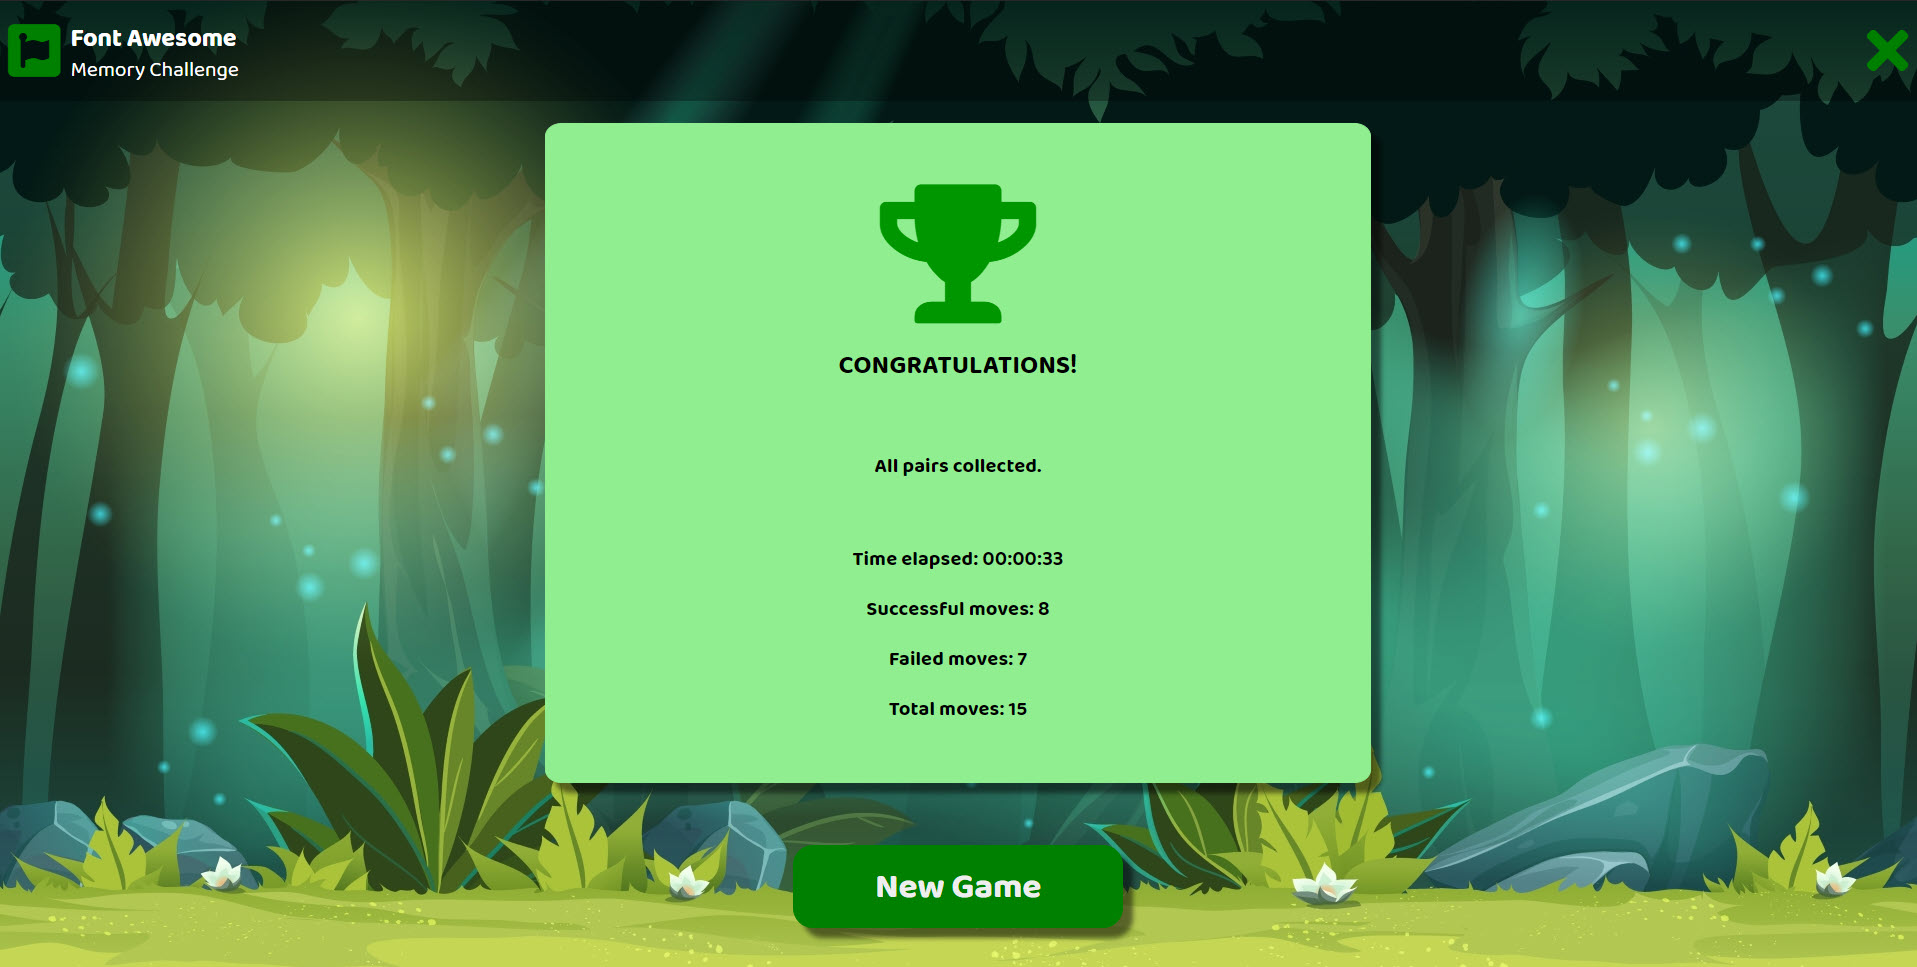 Font Awesome
Memory Challenge
CONGRATULATIONS!
All pairs collected.
Time elapsed: 00:00:33
Successful moves: 8
Failed moves: 7
Total moves: 15
New Game